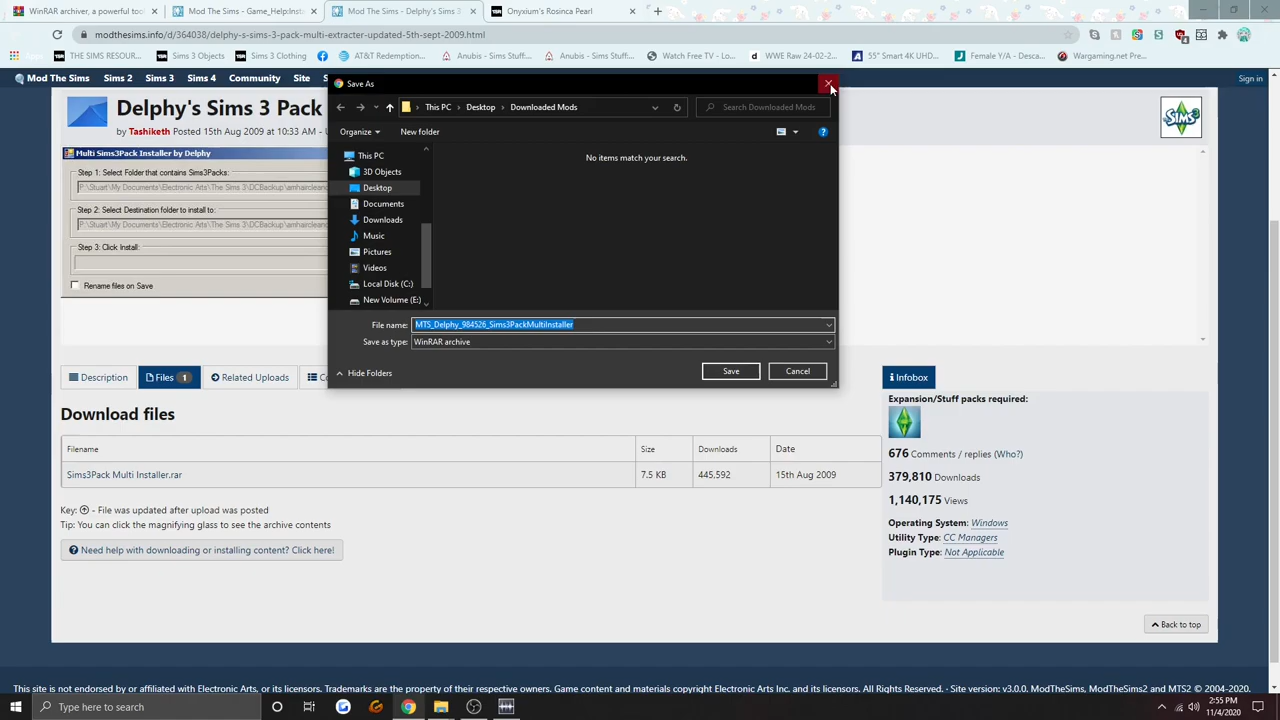 WinRAR archiver, a powerful too
Mod The Sims - Game_Help:Instal
Mod The Sims - Delphy's Sims 3
Onyxium's Rosinca Pearl
modthesims.info/d/364038/delphy-s-sims-3-pack-multi-extracter-updated-5th-sept-2009.html
Apps
THE SIMS RESOUR...
Sims 3 Objects
Sims 3 Clothing
AT&T Redemption...
Anubis - Sims Stuff:...
Anubis - Sims Stuff:...
Watch Free TV - Lo...
WWE Raw 24-02-2...
55" Smart 4K UHD...
Female Y/A – Desca...
Wargaming.net Pre...
Mod The Sims
Sims 2
Sims 3
Sims 4
Community
Site
Sign in
Delphy's Sims 3 Pack
by Tashiketh Posted 15th Aug 2009 at 10:33 AM -
Multi Sims3Pack Installer by Delphy
Step 1: Select Folder that contains Sims3Packs:
Step 2: Select Destination folder to install to:
Step 3: Click Install:
Rename files on Save
Save As
This PC
Desktop
Downloaded Mods
Search Downloaded Mods
Organize
New folder
No items match your search.
This PC
3D Objects
Desktop
Documents
Downloads
Music
Pictures
Videos
Local Disk (C:)
New Volume (E:)
File name: MTS_Delphy_984526_Sims3PackMultiInstaller
Save as type: WinRAR archive
Hide Folders
Save
Cancel
Description
Files 1
Related Uploads
Infobox
Download files
Filename
Size
Downloads
Date
Sims3Pack Multi Installer.rar
7.5 KB
445,592
15th Aug 2009
Key: - File was updated after upload was posted
Tip: You can click the magnifying glass to see the archive contents
Need help with downloading or installing content? Click here!
Expansion/Stuff packs required:
676 Comments / replies (Who?)
379,810 Downloads
1,140,175 Views
Operating System: Windows
Utility Type: CC Managers
Plugin Type: Not Applicable
Back to top
This site is not endorsed by or affiliated with Electronic Arts, or its licensors. Trademarks are the property of their respective owners. Game content and materials copyright Electronic Arts Inc. and its licensors. All Rights Reserved. · Site version: v3.0.0. ModTheSims, ModTheSims2 and MTS2 © 2004-2020.
Type here to search
2:55 PM
11/4/2020